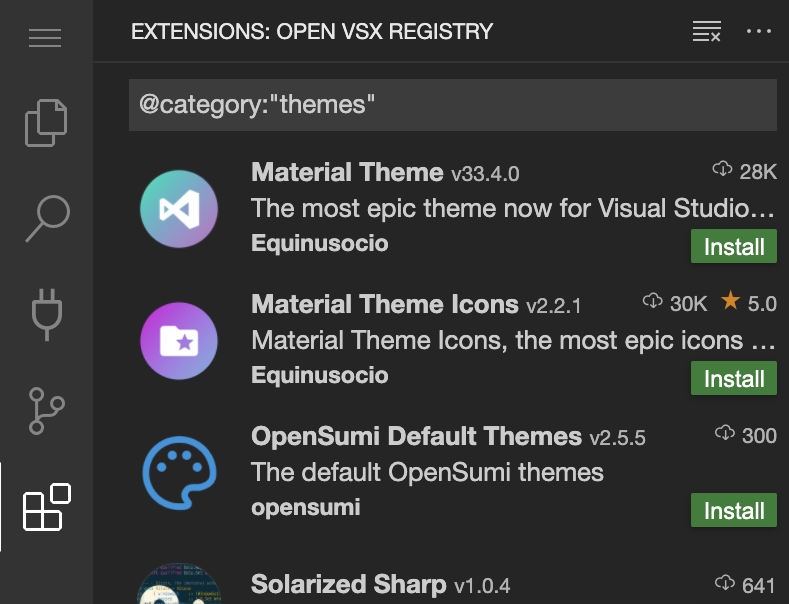 EXTENSIONS: OPEN VSX REGISTRY
@category:"themes"
Material Theme v33.4.0 28K
The most epic theme now for Visual Studio...
Equinusocio Install
Material Theme Icons v2.2.1 30K 5.0
Material Theme Icons, the most epic icons ...
Equinusocio Install
OpenSumi Default Themes v2.5.5 300
The default OpenSumi themes
opensumi Install
Solarized Sharp v1.0.4 641